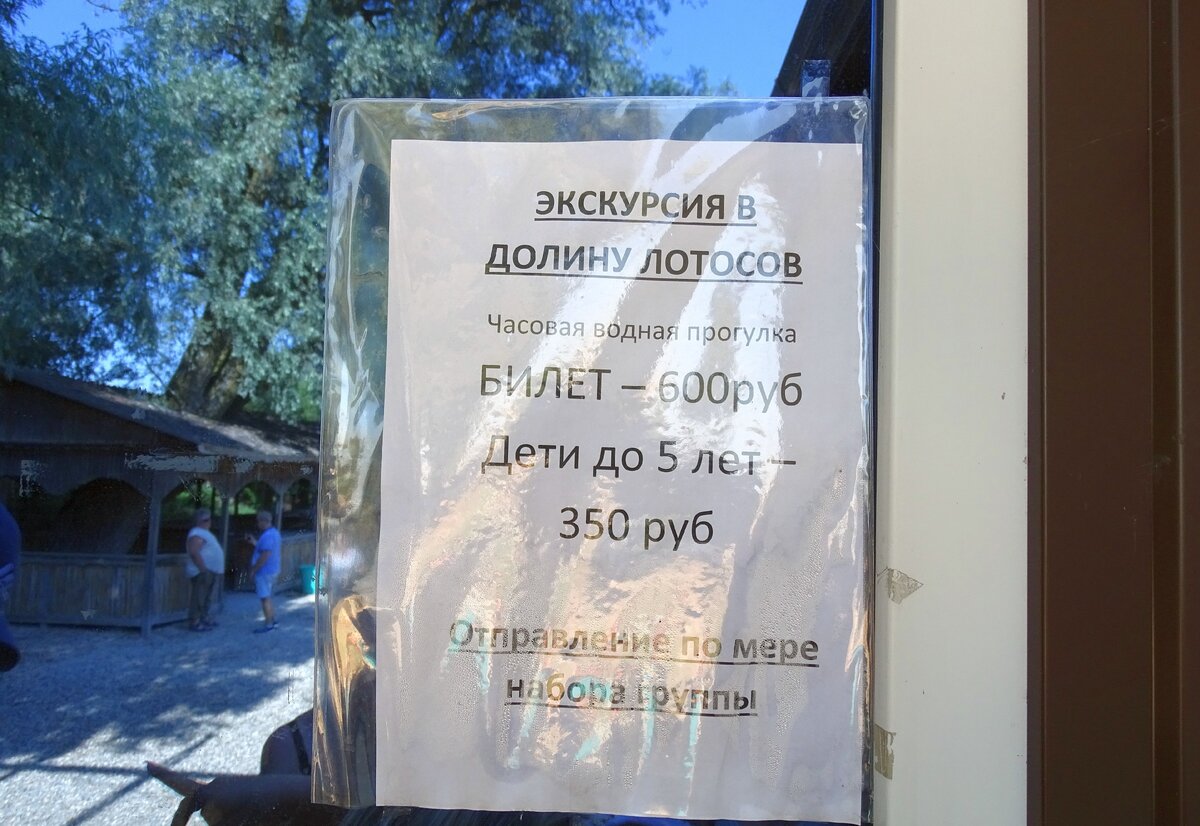 ЭКСКУРСИЯ В
ДОЛИНУ ЛОТОСОВ
Часовая водная прогулка
БИЛЕТ – 600руб
Дети до 5 лет –
350 руб
Отправление по мере
набора группы